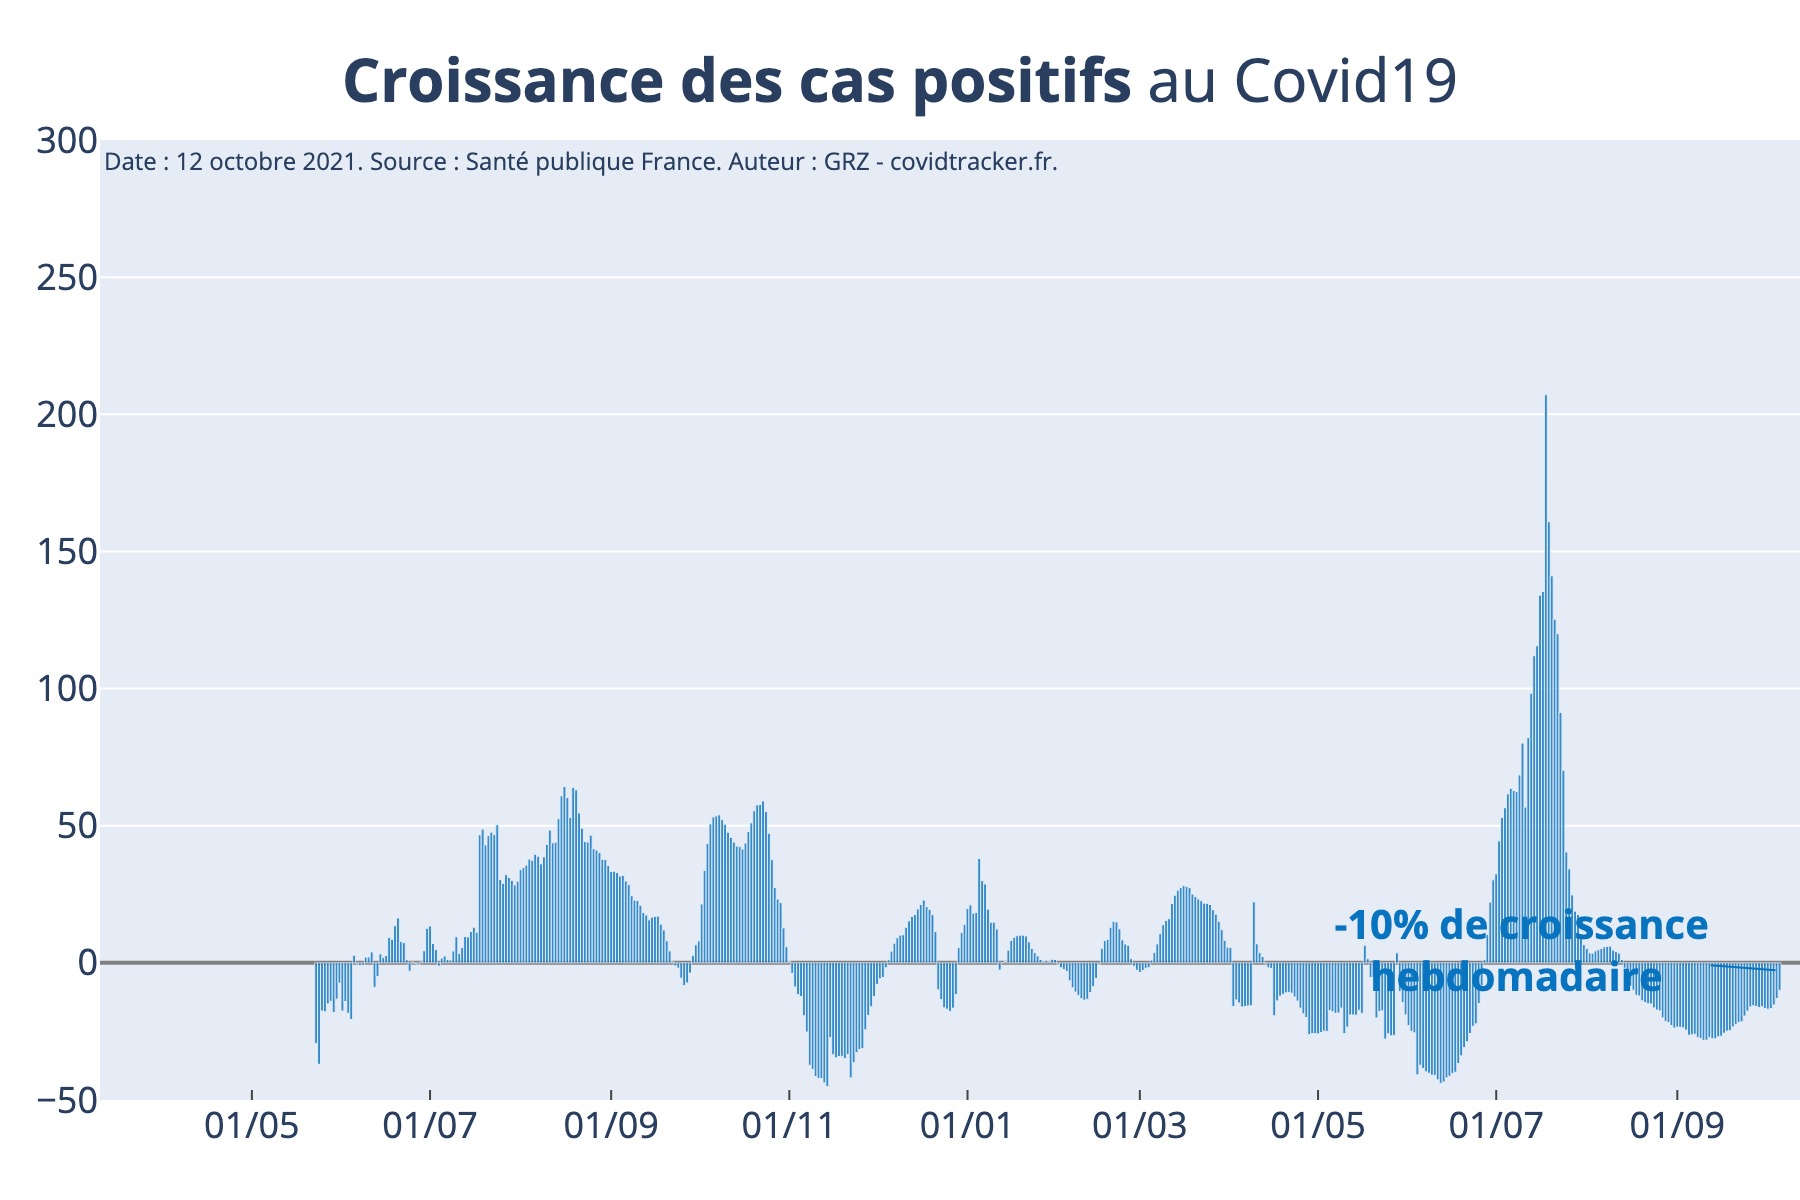 Croissance des cas positifs au Covid19
300
Date : 12 octobre 2021. Source : Santé publique France. Auteur : GRZ - covidtracker.fr.
250
200
150
100
50
-10% de croissance
0
hebdomadaire
−50
01/05 01/07 01/09 01/11 01/01 01/03 01/05 01/07 01/09